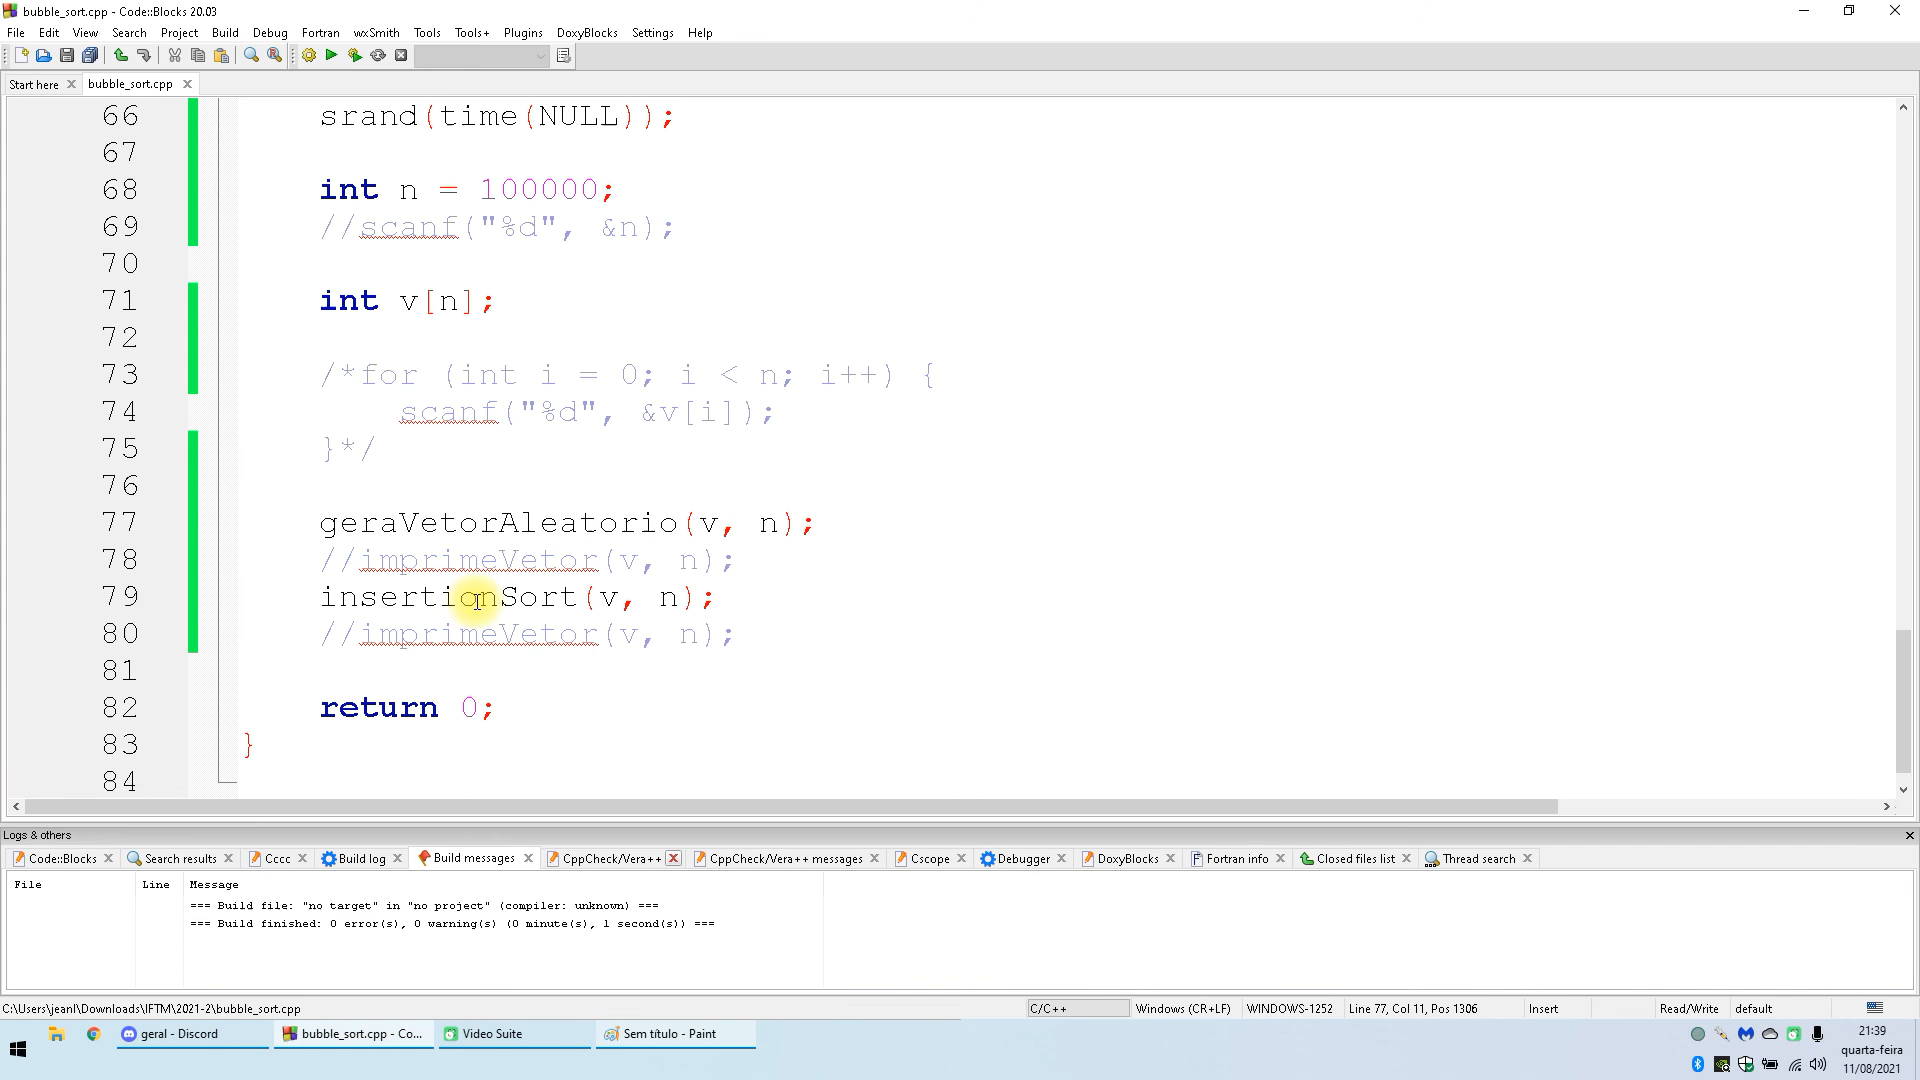 bubble_sort.cpp - Code::Blocks 20.03
File Edit View Search Project Build Debug Fortran wxSmith Tools Tools+ Plugins DoxyBlocks Settings Help
Start here bubble_sort.cpp
66 srand(time(NULL));
67
68 int n = 100000;
69 //scanf("%d", &n);
70
71 int v[n];
72
73 /*for (int i = 0; i < n; i++) {
74 scanf("%d", &v[i]);
75 }*/
76
77 geraVetorAleatorio(v, n);
78 //imprimeVetor(v, n);
79 insertionSort(v, n);
80 //imprimeVetor(v, n);
81
82 return 0;
83 }
84
Logs & others
Code::Blocks Search results Cccc Build log Build messages CppCheck/Vera++ CppCheck/Vera++ messages Cscope Debugger DoxyBlocks Fortran info Closed files list Thread search
File Line Message
=== Build file: "no target" in "no project" (compiler: unknown) ===
=== Build finished: 0 error(s), 0 warning(s) (0 minute(s), 1 second(s)) ===
C:\Users\jeanl\Downloads\IFTM\2021-2\bubble_sort.cpp C/C++ Windows (CR+LF) WINDOWS-1252 Line 77, Col 11, Pos 1306 Insert Read/Write default
geral - Discord bubble_sort.cpp - Co... Video Suite Sem título - Paint
21:39
quarta-feira
11/08/2021